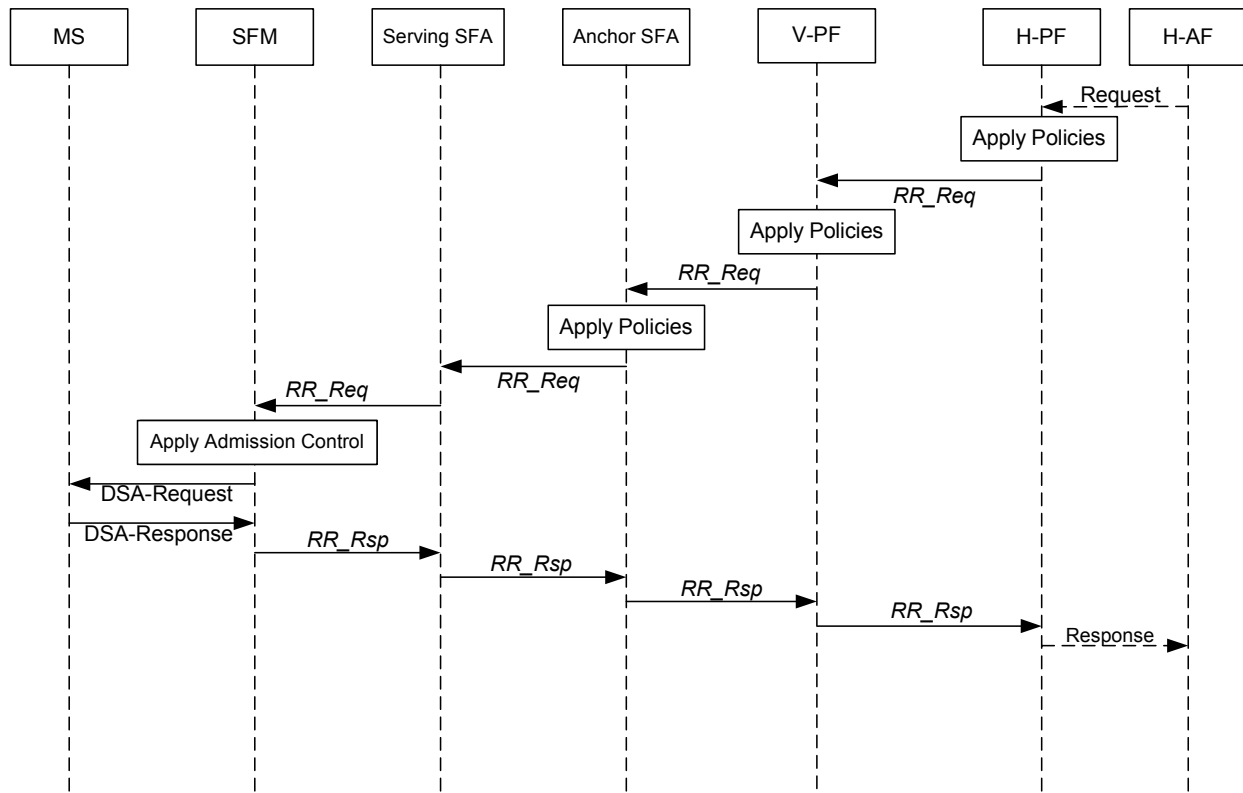 MS
SFM
Serving SFA
Anchor SFA
V-PF
H-PF
H-AF
Request
Apply Policies
RR_Req
Apply Policies
RR_Req
Apply Policies
RR_Req
RR_Req
Apply Admission Control
DSA-Request
DSA-Response
RR_Rsp
RR_Rsp
RR_Rsp
RR_Rsp
Response